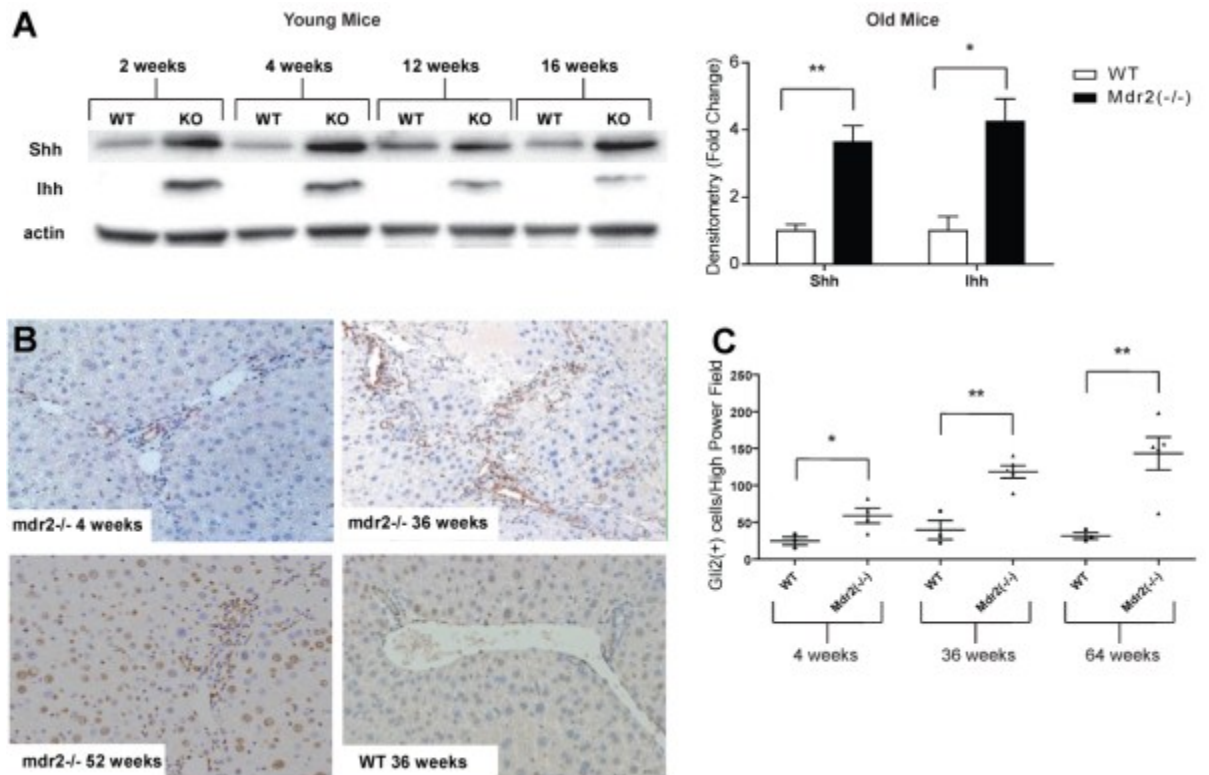 A
Young Mice
2 weeks 4 weeks 12 weeks 16 weeks
WT KO WT KO WT KO WT KO
Shh
Ihh
actin
Old Mice
Densitometry (Fold Change)
6
4
2
0
** *
WT
Mdr2(-/-)
Shh Ihh
B
mdr2-/- 4 weeks
mdr2-/- 36 weeks
mdr2-/- 52 weeks
WT 36 weeks
C
Gli2(+) cells/High Power Field
250
200
150
100
50
0
* ** **
WT Mdr2(-/-) WT Mdr2(-/-) WT Mdr2(-/-)
4 weeks 36 weeks 64 weeks